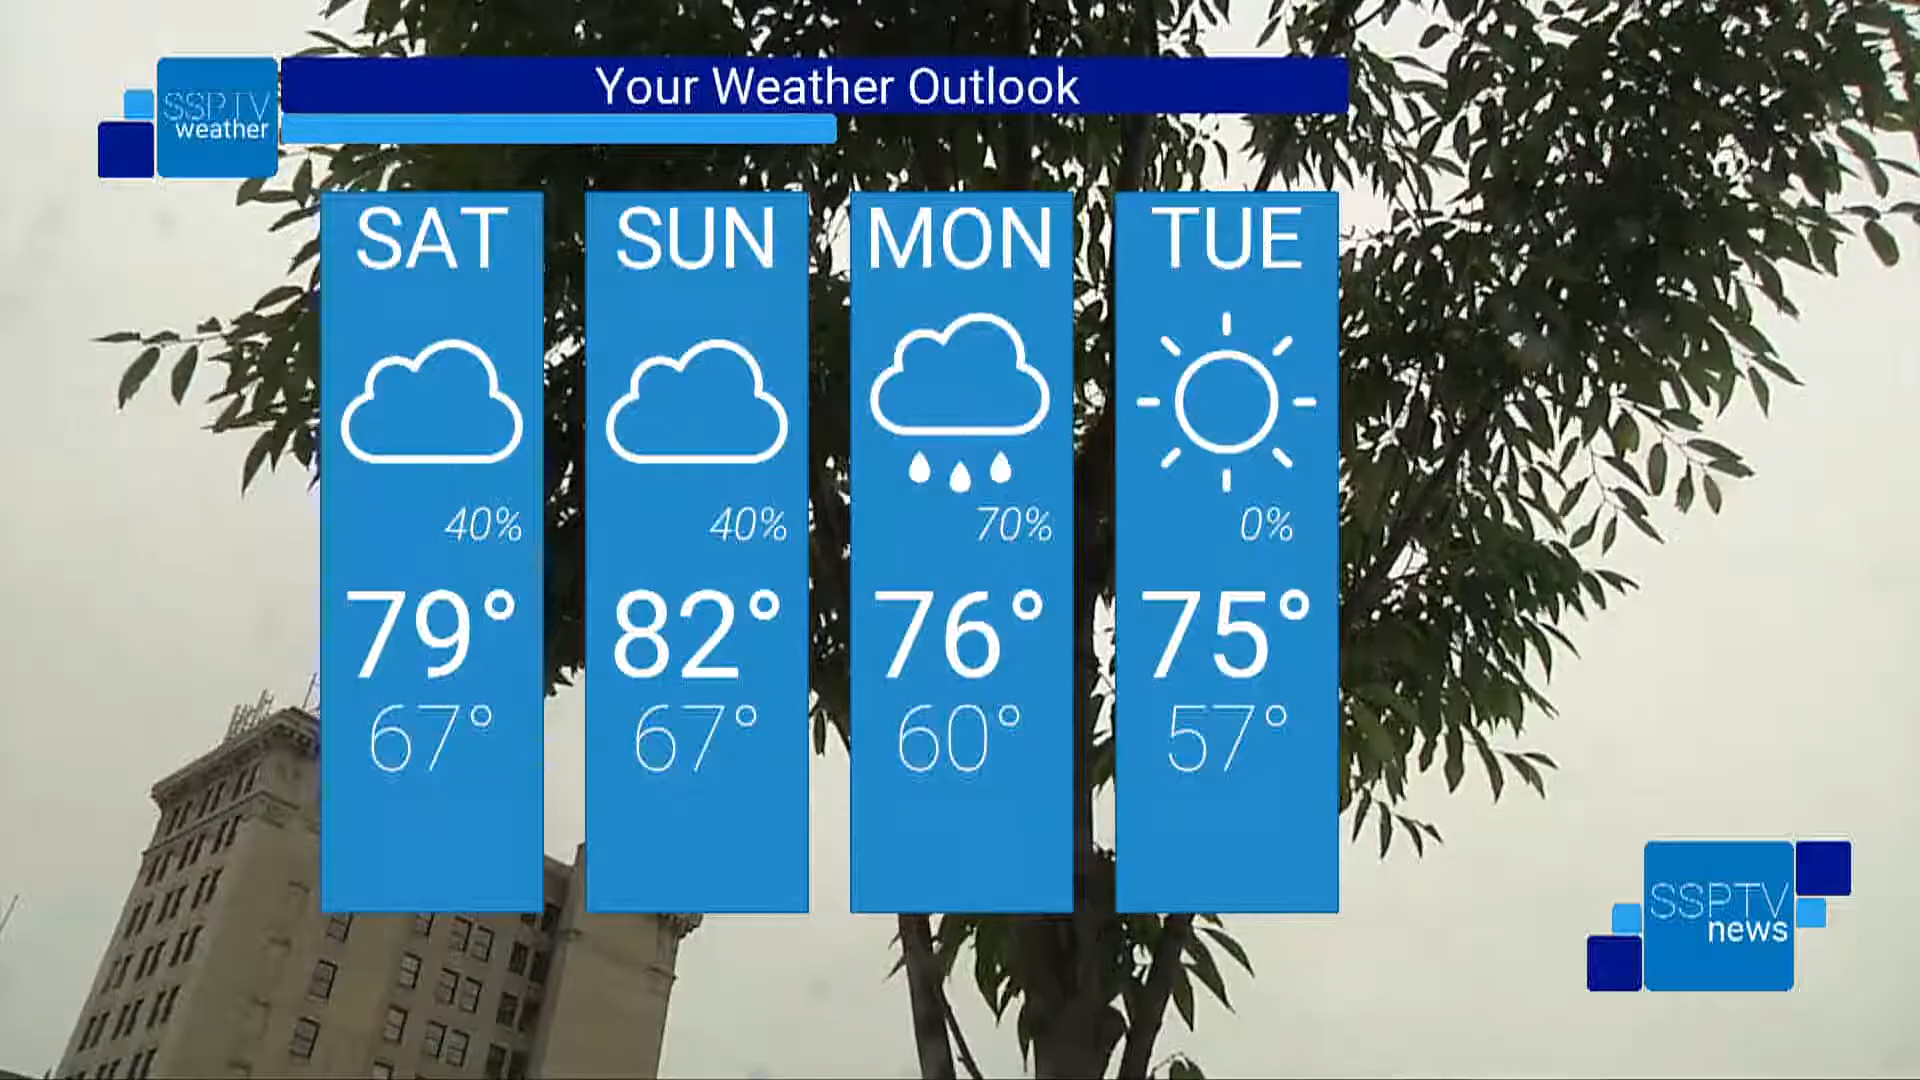 SSPTV
weather
Your Weather Outlook
SAT
40%
79°
67°
SUN
40%
82°
67°
MON
70%
76°
60°
TUE
0%
75°
57°
SSPTV
news